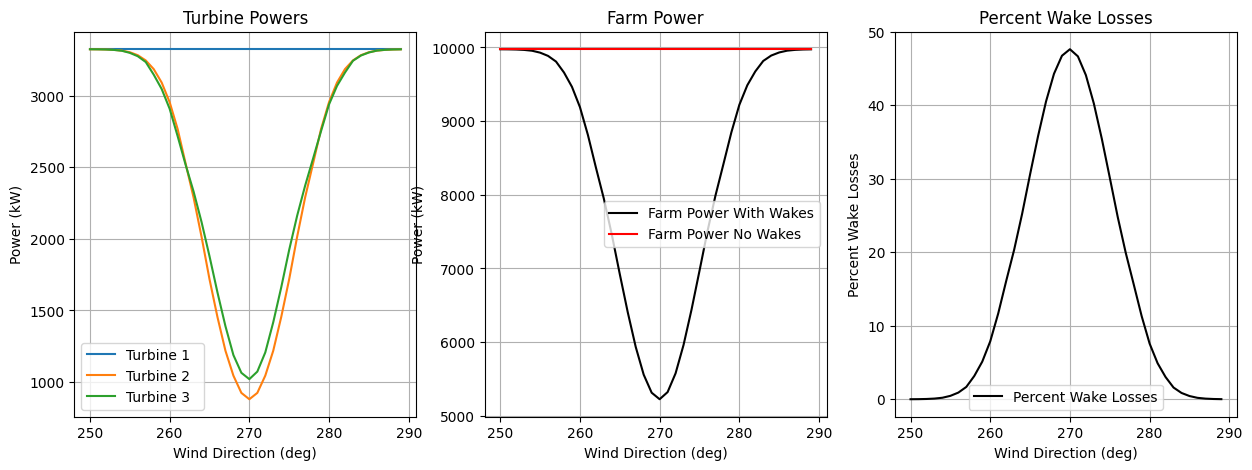 Turbine Powers
Power (kW)
3000
2500
2000
1500
1000
Turbine 1
Turbine 2
Turbine 3
250 260 270 280 290
Wind Direction (deg)
Farm Power
Power (kW)
10000
9000
8000
7000
6000
5000
Farm Power With Wakes
Farm Power No Wakes
250 260 270 280 290
Wind Direction (deg)
Percent Wake Losses
Percent Wake Losses
50
40
30
20
10
0
Percent Wake Losses
250 260 270 280 290
Wind Direction (deg)